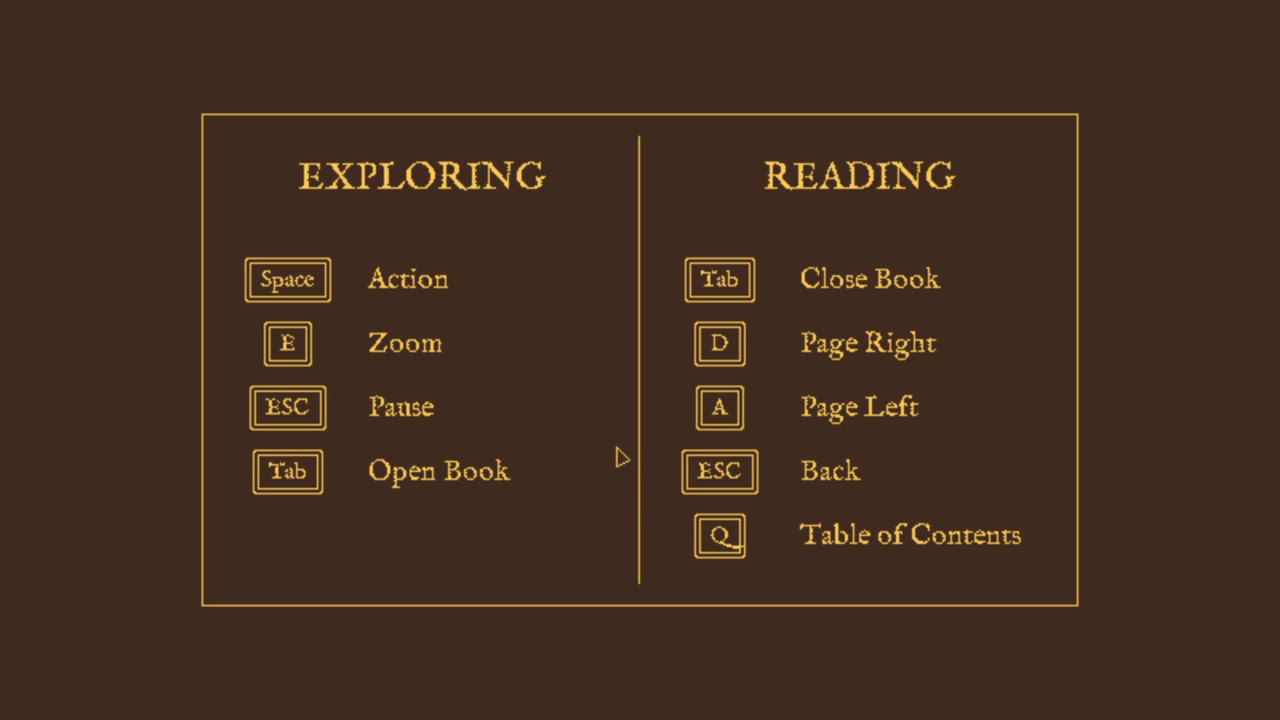 EXPLORING
Space Action
E Zoom
ESC Pause
Tab Open Book
READING
Tab Close Book
D Page Right
A Page Left
ESC Back
Q Table of Contents